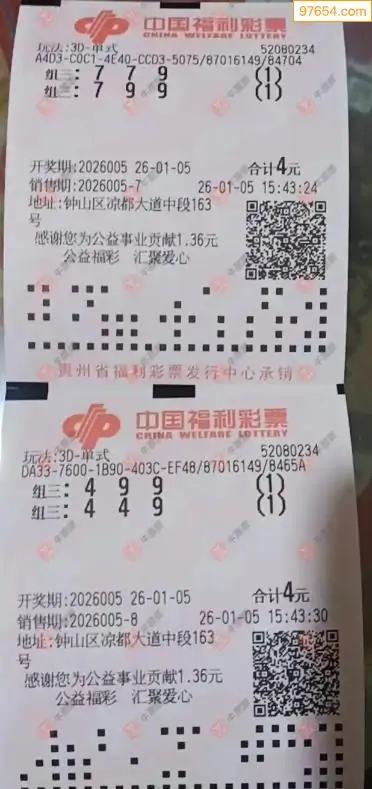 97654.com
中国福利彩票
CHINA WELFARE LOTTERY
玩法:3D-单式 52080234
A4D3-C0C1-4E40-CCD3-5075/87016149/84704
组三: 7 7 9 (1)
组三: 7 9 9 (1)
开奖期:2026005 26-01-05 合计4元
销售期:2026005-7 26-01-05 15:43:24
地址:钟山区凉都大道中段163
号
感谢您为公益事业贡献1.36元
公益福彩 汇聚爱心
贵州省福利彩票发行中心承销
中国福利彩票
CHINA WELFARE LOTTERY
玩法:3D-单式 52080234
DA33-7600-1B90-403C-EF48/87016149/8465A
组三: 4 9 9 (1)
组三: 4 4 9 (1)
开奖期:2026005 26-01-05 合计4元
销售期:2026005-8 26-01-05 15:43:30
地址:钟山区凉都大道中段163
号
感谢您为公益事业贡献1.36元
公益福彩 汇聚爱心